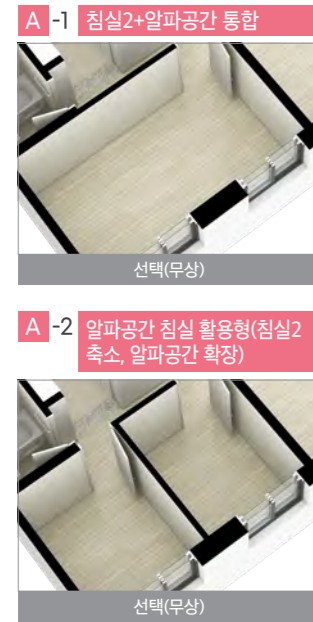 A -1 침실2+알파공간 통합
선택(무상)
A -2 알파공간 침실 활용형(침실2
축소, 알파공간 확장)
선택(무상)